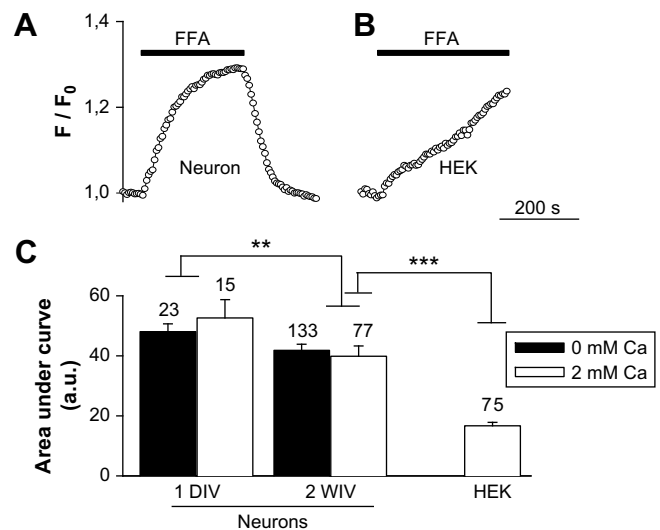 A
B
1,4
FFA
FFA
F / F0
1,2
Neuron
HEK
1,0
200 s
C
**
***
60
23
15
133
77
0 mM Ca
2 mM Ca
40
Area under curve
(a.u.)
20
75
0
1 DIV
2 WIV
HEK
Neurons